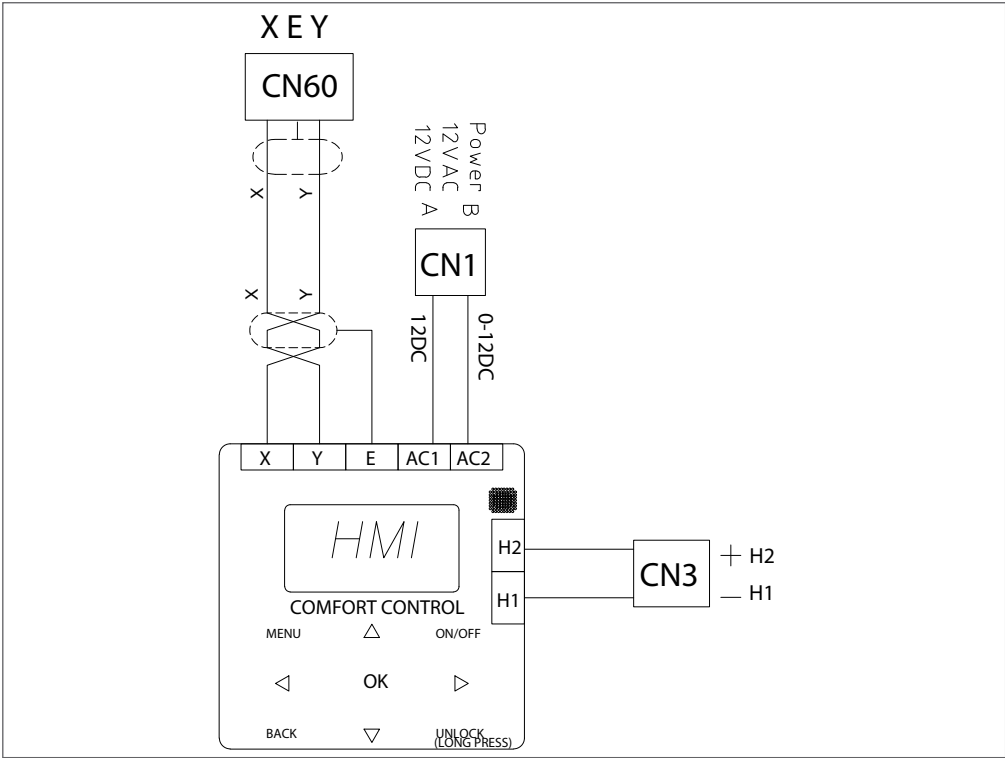 X E Y
CN60
X Y
X Y
Power B
12VAC
12VDC A
CN1
12DC
0-12DC
X Y E AC1 AC2
HMI
H2
H1
CN3
+ H2
— H1
COMFORT CONTROL
MENU ON/OFF
OK
BACK UNLOCK
(LONG PRESS)